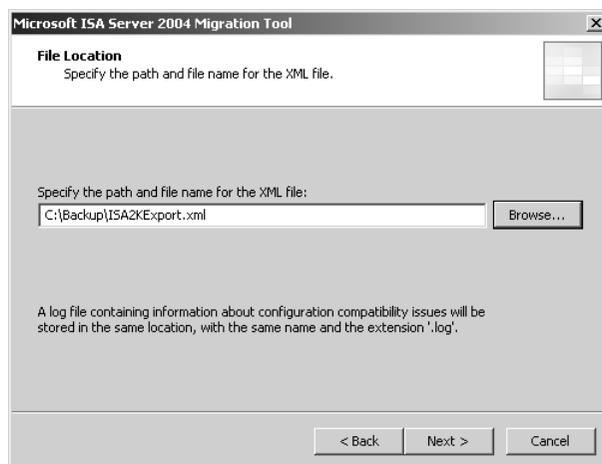 Microsoft ISA Server 2004 Migration Tool
File Location
Specify the path and file name for the XML file.
Specify the path and file name for the XML file:
C:\Backup\ISA2KExport.xml
Browse...
A log file containing information about configuration compatibility issues will be
stored in the same location, with the same name and the extension '.log'.
< Back
Next >
Cancel